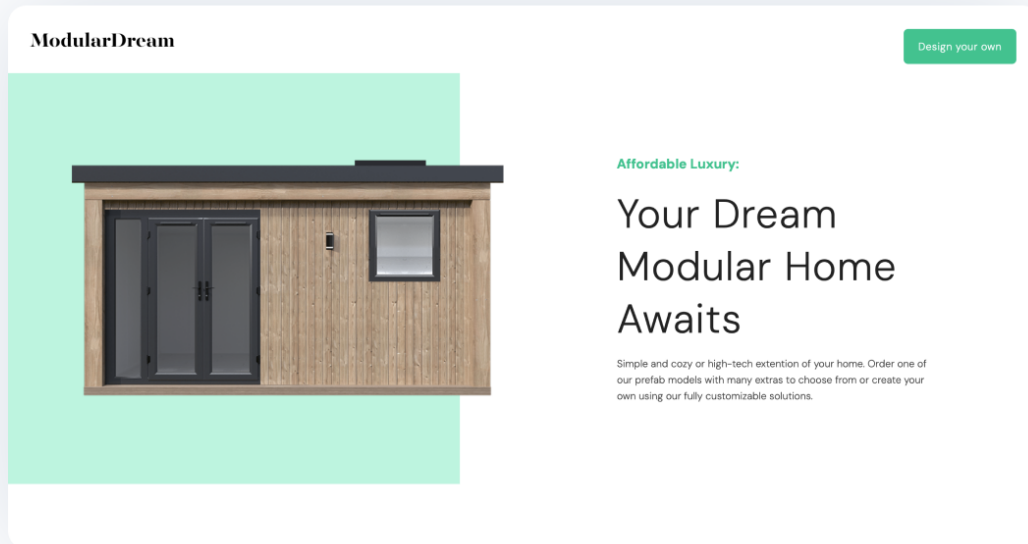 ModularDream
Design your own
Affordable Luxury:
Your Dream
Modular Home
Awaits
Simple and cozy or high-tech extention of your home. Order one of
our prefab models with many extras to choose from or create your
own using our fully customizable solutions.